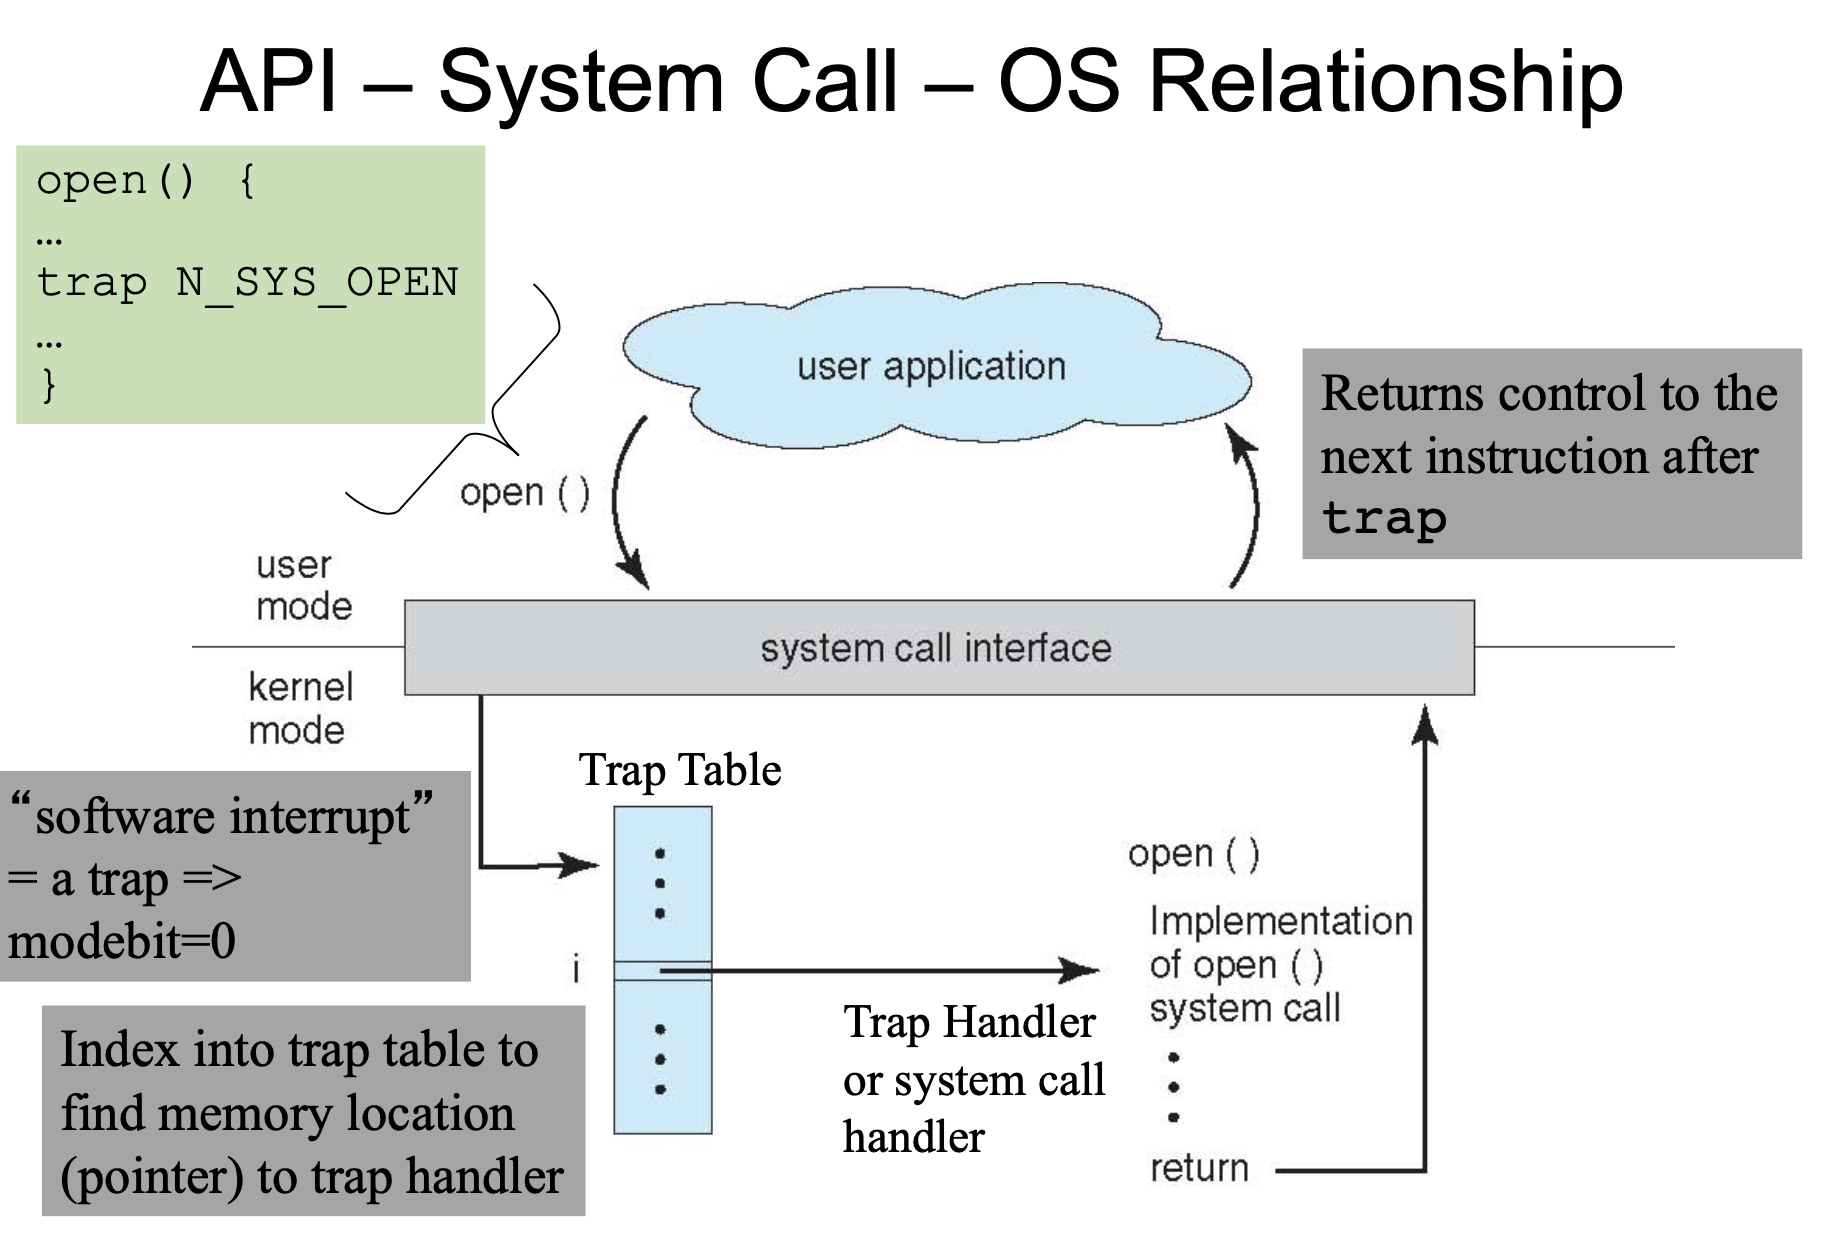 API – System Call – OS Relationship
open() {
…
trap N_SYS_OPEN
…
}
user application
Returns control to the
next instruction after
trap
open ( )
user
mode
system call interface
kernel
mode
Trap Table
“software interrupt”
= a trap =>
modebit=0
open ( )
Implementation
of open ( )
system call
i
Trap Handler
or system call
handler
Index into trap table to
find memory location
(pointer) to trap handler
return